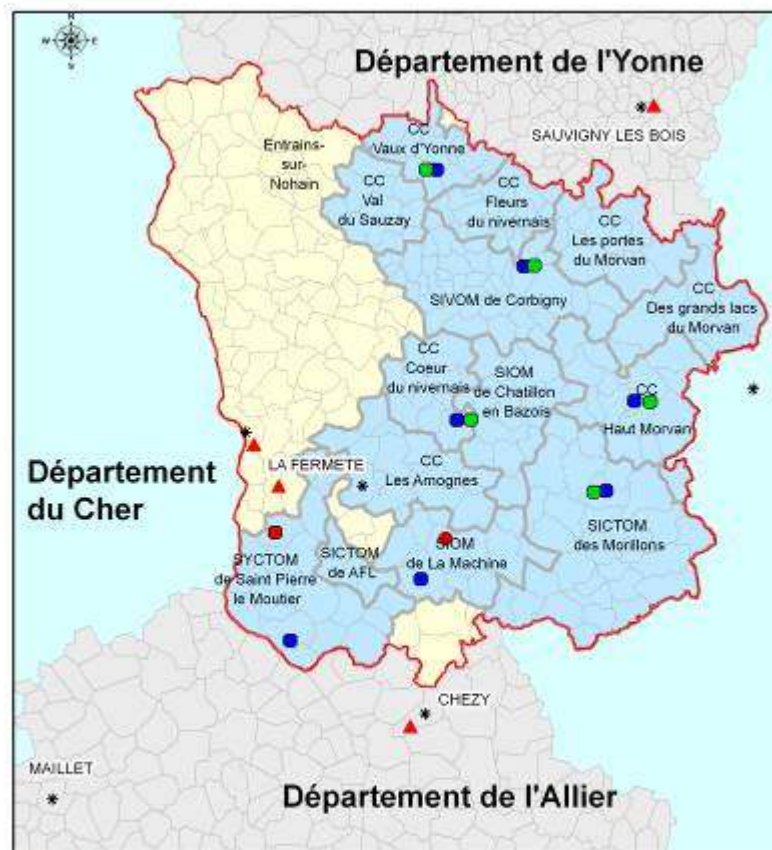 N
W
E
S
Département de l'Yonne
SAUVIGNY LES BOIS
CC
Vaux d'Yonne
Entrains-
sur-
Nohain
CC
Val
du Sauzay
CC
Fleurs
du nivernais
CC
Les portes
du Morvan
SIVOM de Corbigny
CC
Des grands lacs
du Morvan
CC
Coeur
du nivernais
SIOM
de Chatillon
en Bazois
CC
Haut Morvan
Département
du Cher
LA FERMETE
CC
Les Amognes
SICTOM
des Morillons
SYCTOM
de Saint Pierre
le Moutier
SICTOM
de AFL
SIOM
de La Machine
CHEZY
MAILLET
Département de l'Allier